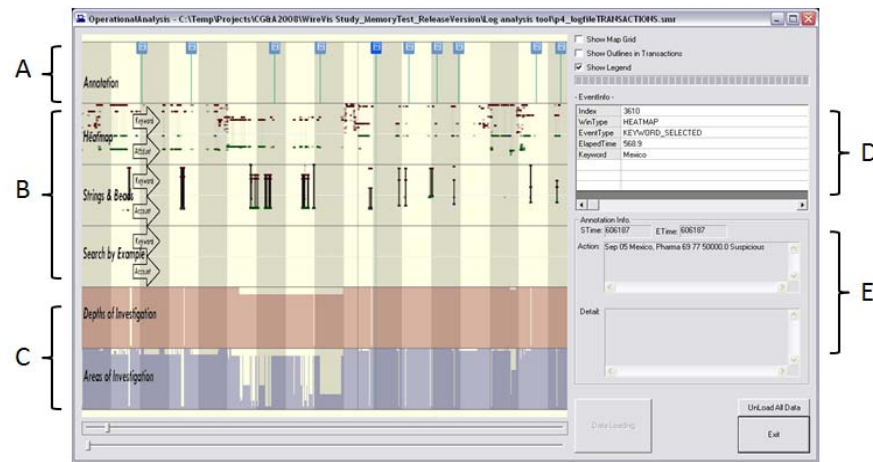 OperationalAnalysis - C:\Temp\Projects\CG&A2008\WireVis Study_MemoryTest_ReleaseVersion\Log analysis tool\p4_logfileTRANSACTIONS.smr
A
Annotation
B
Heatmap
Keyword
Account
Strings & Beads
Keyword
Account
Search by Example
Keyword
Account
C
Depths of Investigation
Areas of Investigation
Show Map Grid
Show Outlines in Transactions
Show Legend
- EventInfo -
Index 3610
WinType HEATMAP
EventType KEYWORD_SELECTED
ElapedTime 568.9
Keyword Mexico
D
Annotation Info.
STime: 606187 ETime: 606187
Action: Sep 05 Mexico, Pharma 69 77 50000.0 Suspicious
Detail:
E
Data Loading
UnLoad All Data
Exit